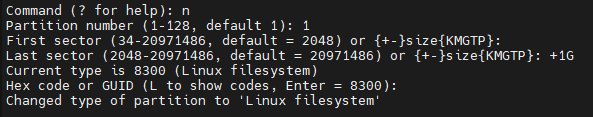 Command (? for help): n
Partition number (1-128, default 1): 1
First sector (34-20971486, default = 2048) or {+-}size{KMGTP}:
Last sector (2048-20971486, default = 20971486) or {+-}size{KMGTP}: +1G
Current type is 8300 (Linux filesystem)
Hex code or GUID (L to show codes, Enter = 8300):
Changed type of partition to 'Linux filesystem'